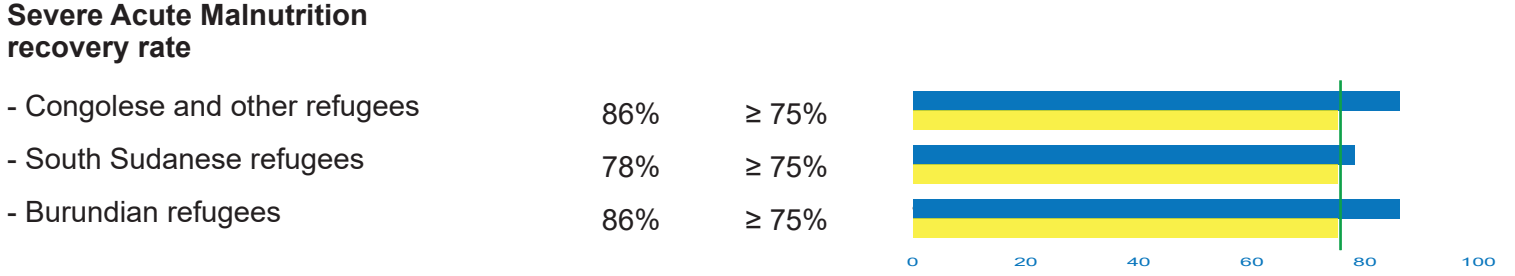 Severe Acute Malnutrition
recovery rate
- Congolese and other refugees 86% ≥ 75%
- South Sudanese refugees 78% ≥ 75%
- Burundian refugees 86% ≥ 75%
0 20 40 60 80 100